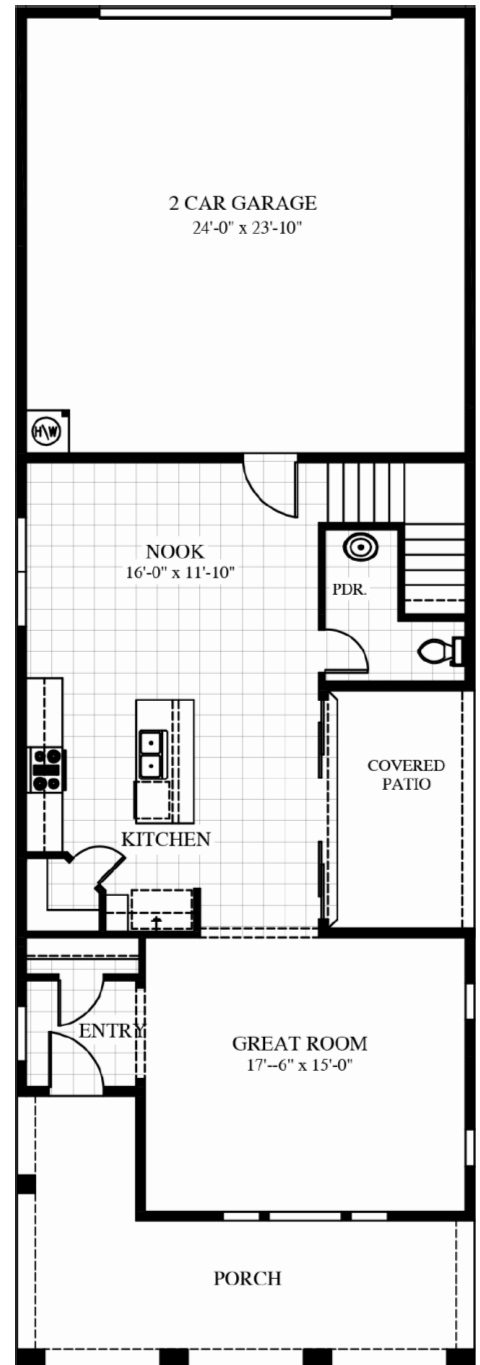 2 CAR GARAGE
24'-0" x 23'-10"
H\W
NOOK
16'-0" x 11'-10"
PDR.
COVERED
PATIO
KITCHEN
ENTRY
GREAT ROOM
17'--6" x 15'-0"
PORCH